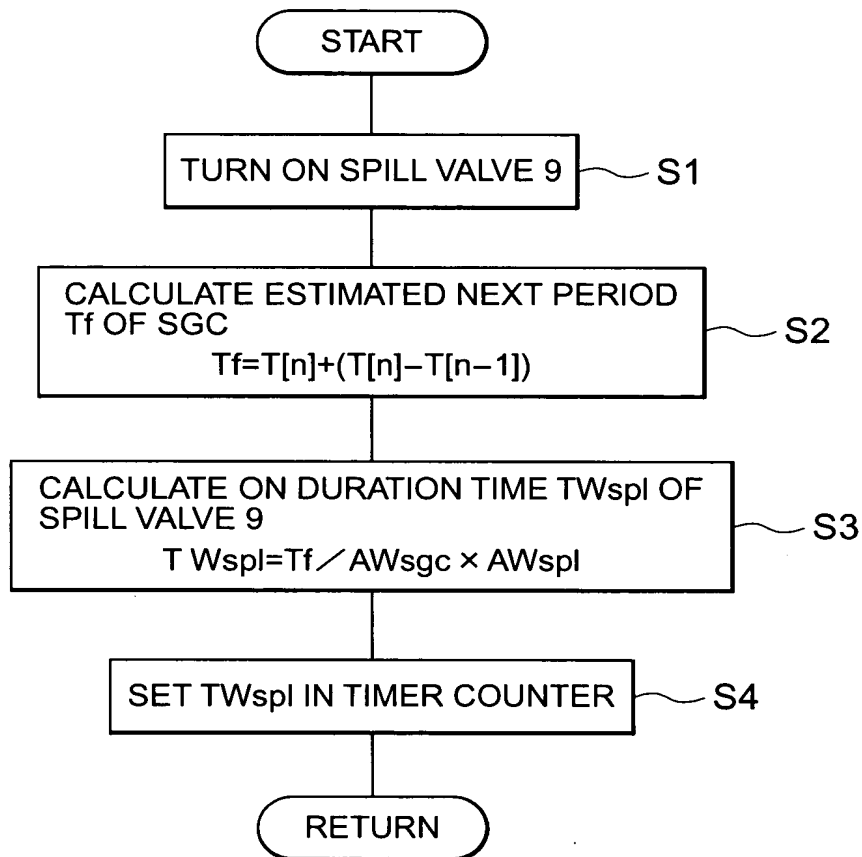 START
TURN ON SPILL VALVE 9
S1
CALCULATE ESTIMATED NEXT PERIOD
Tf OF SGC
Tf=T[n]+(T[n]−T[n−1])
S2
CALCULATE ON DURATION TIME TWspl OF
SPILL VALVE 9
T Wspl=Tf／AWsgc × AWspl
S3
SET TWspl IN TIMER COUNTER
S4
RETURN